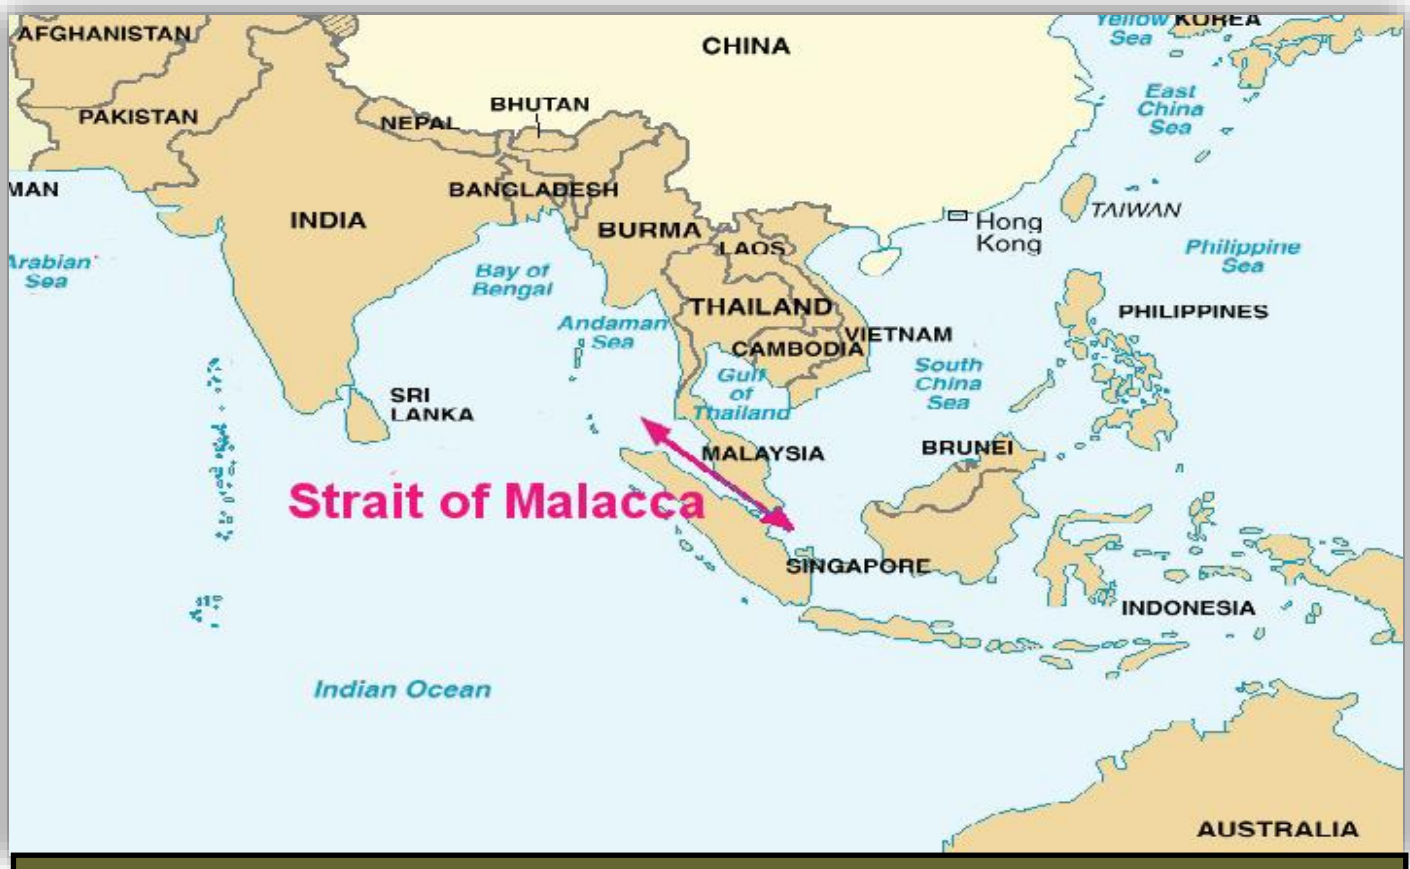 AFGHANISTAN
CHINA
Yellow
Sea
KOREA
PAKISTAN
NEPAL
BHUTAN
East
China
Sea
MAN
INDIA
BANGLADESH
BURMA
LAOS
Hong
Kong
TAIWAN
Arabian
Sea
Bay of
Bengal
Philippine
Sea
Andaman
Sea
THAILAND
VIETNAM
CAMBODIA
PHILIPPINES
Gulf
of
Thailand
South
China
Sea
SRI
LANKA
MALAYSIA
BRUNEI
Strait of Malacca
SINGAPORE
INDONESIA
Indian Ocean
AUSTRALIA